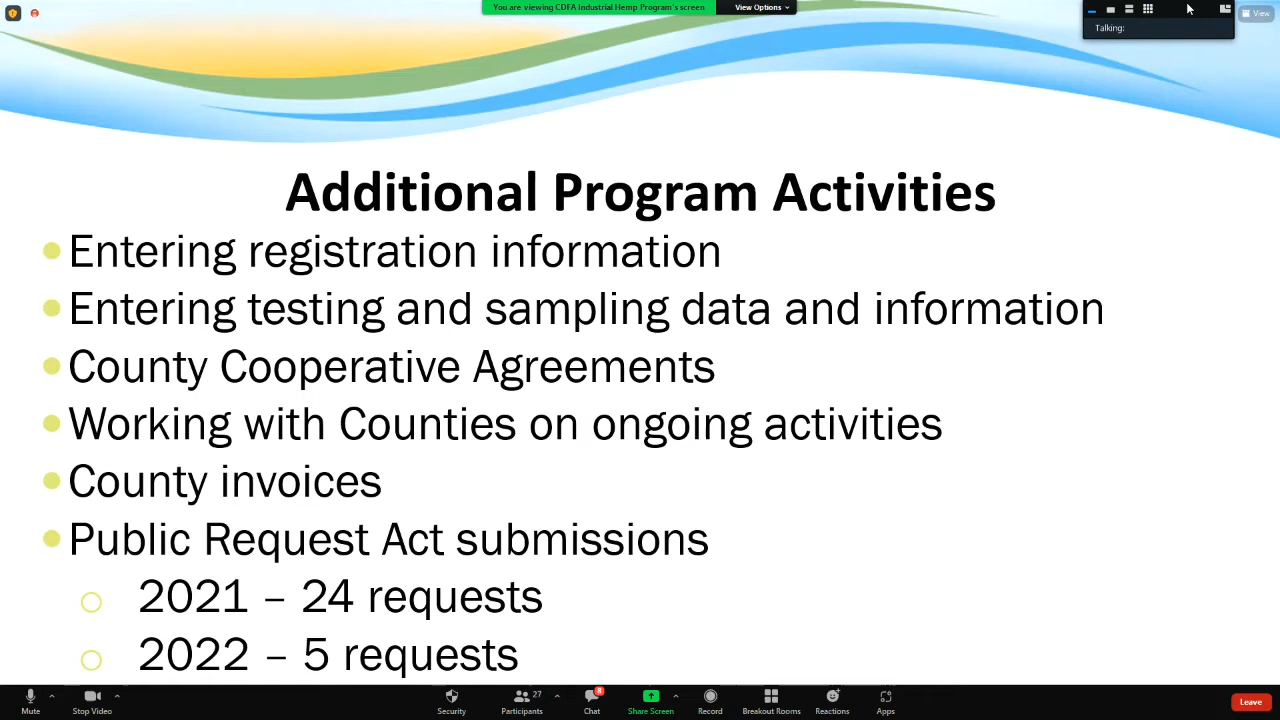 You are viewing CDFA Industrial Hemp Program's screen
View Options
View
Talking:
Additional Program Activities
Entering registration information
Entering testing and sampling data and information
County Cooperative Agreements
Working with Counties on ongoing activities
County invoices
Public Request Act submissions
2021 – 24 requests
2022 – 5 requests
27
8
Mute
Stop Video
Security
Participants
Chat
Share Screen
Record
Breakout Rooms
Reactions
Apps
Leave